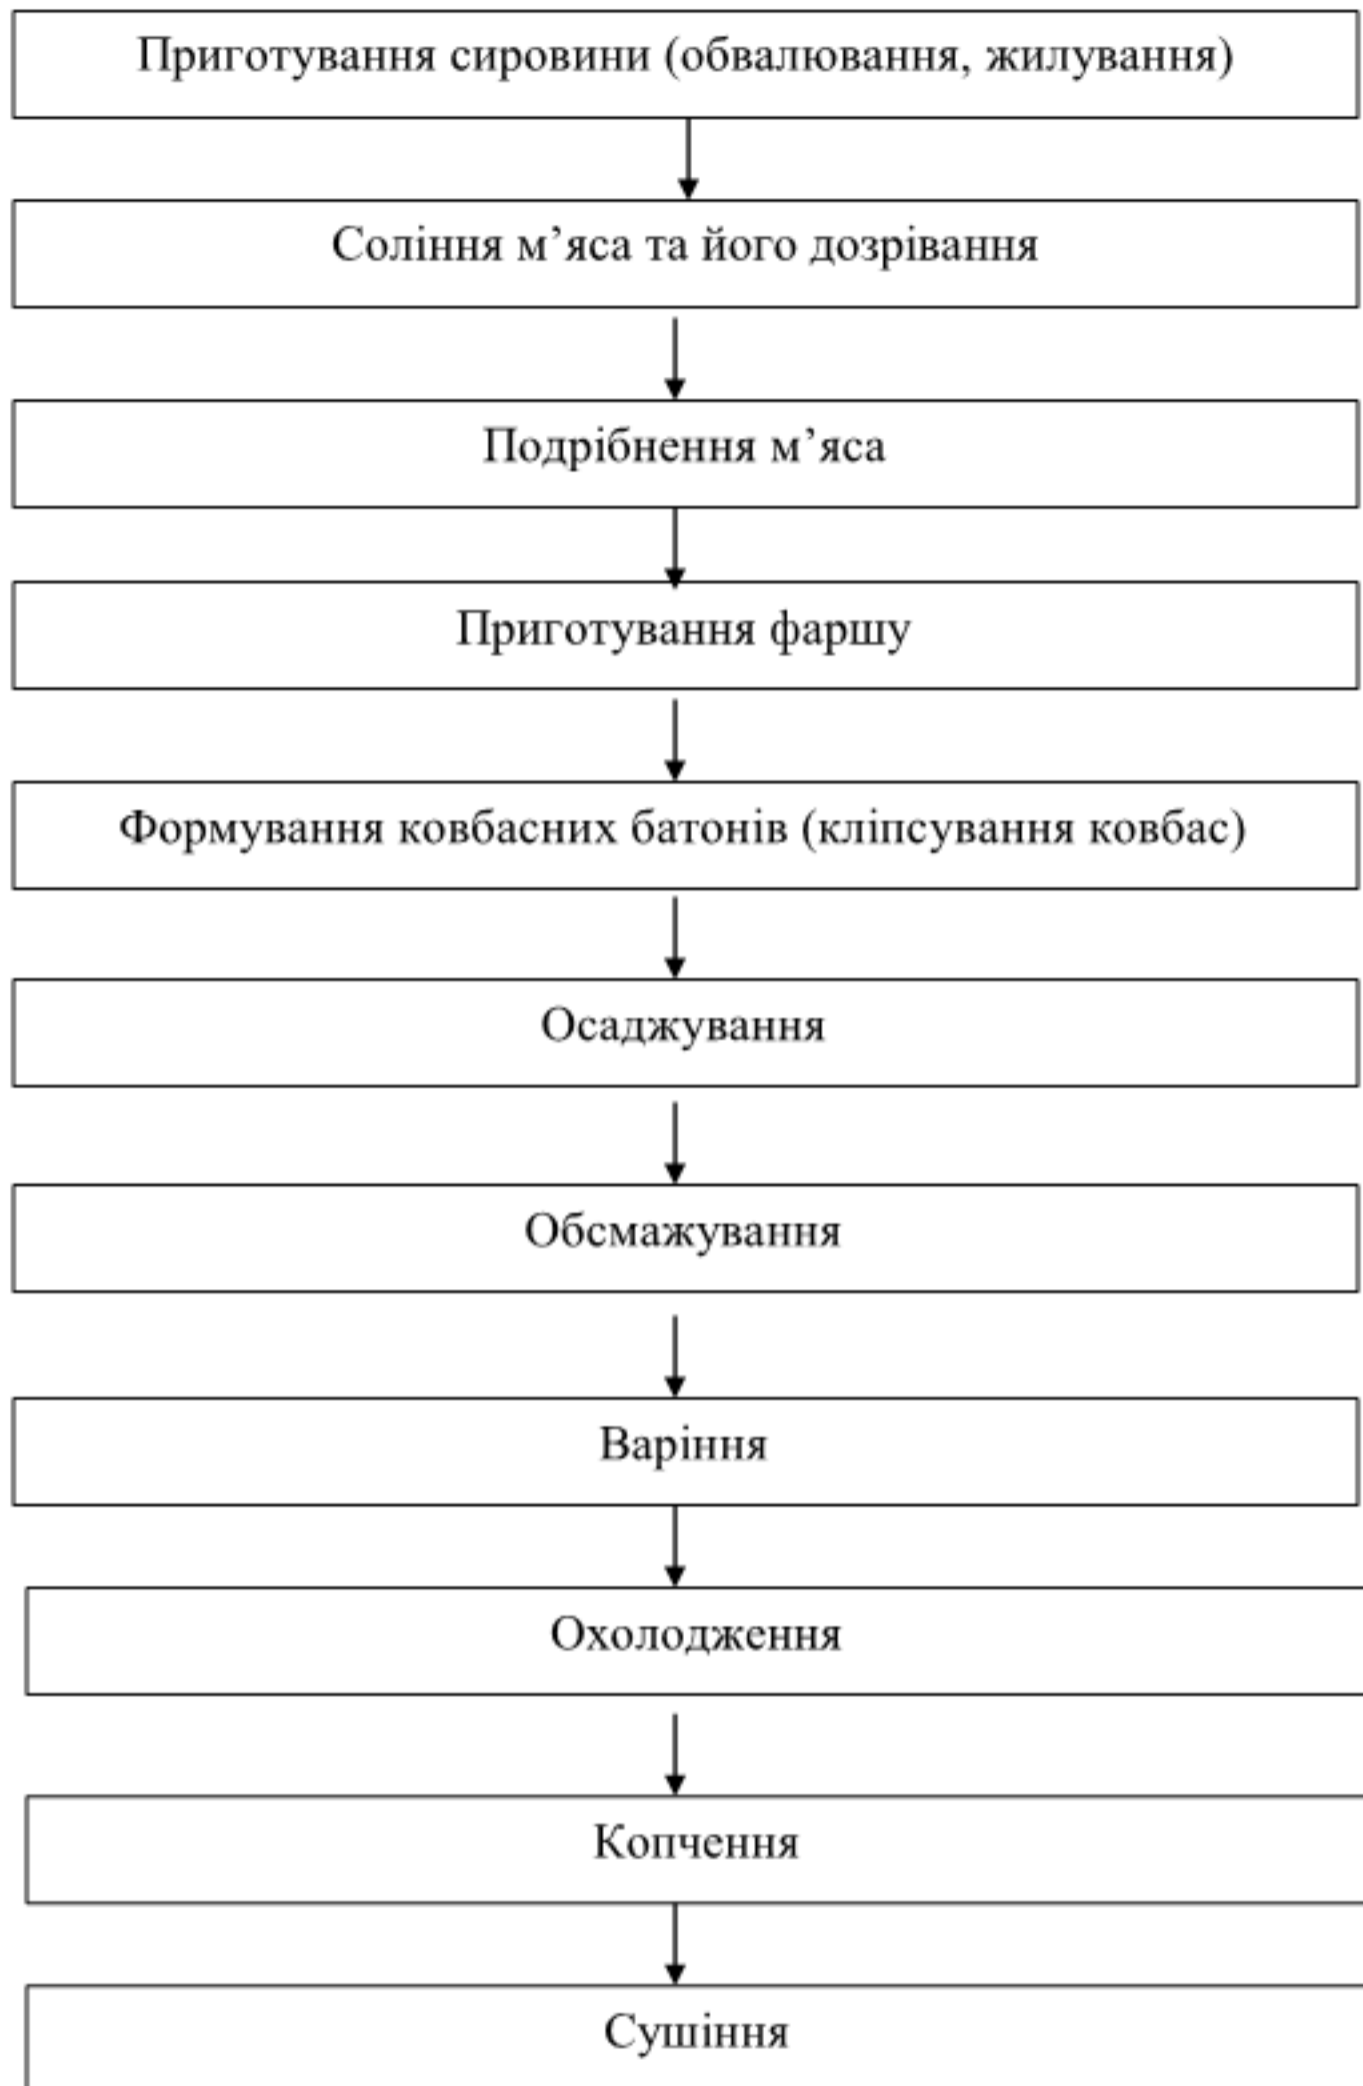 Приготування сировини (обвалювання, жилування)
Соління м’яса та його дозрівання
Подрібнення м’яса
Приготування фаршу
Формування ковбасних батонів (кліпсування ковбас)
Осаджування
Обсмажування
Варіння
Охолодження
Копчення
Сушіння